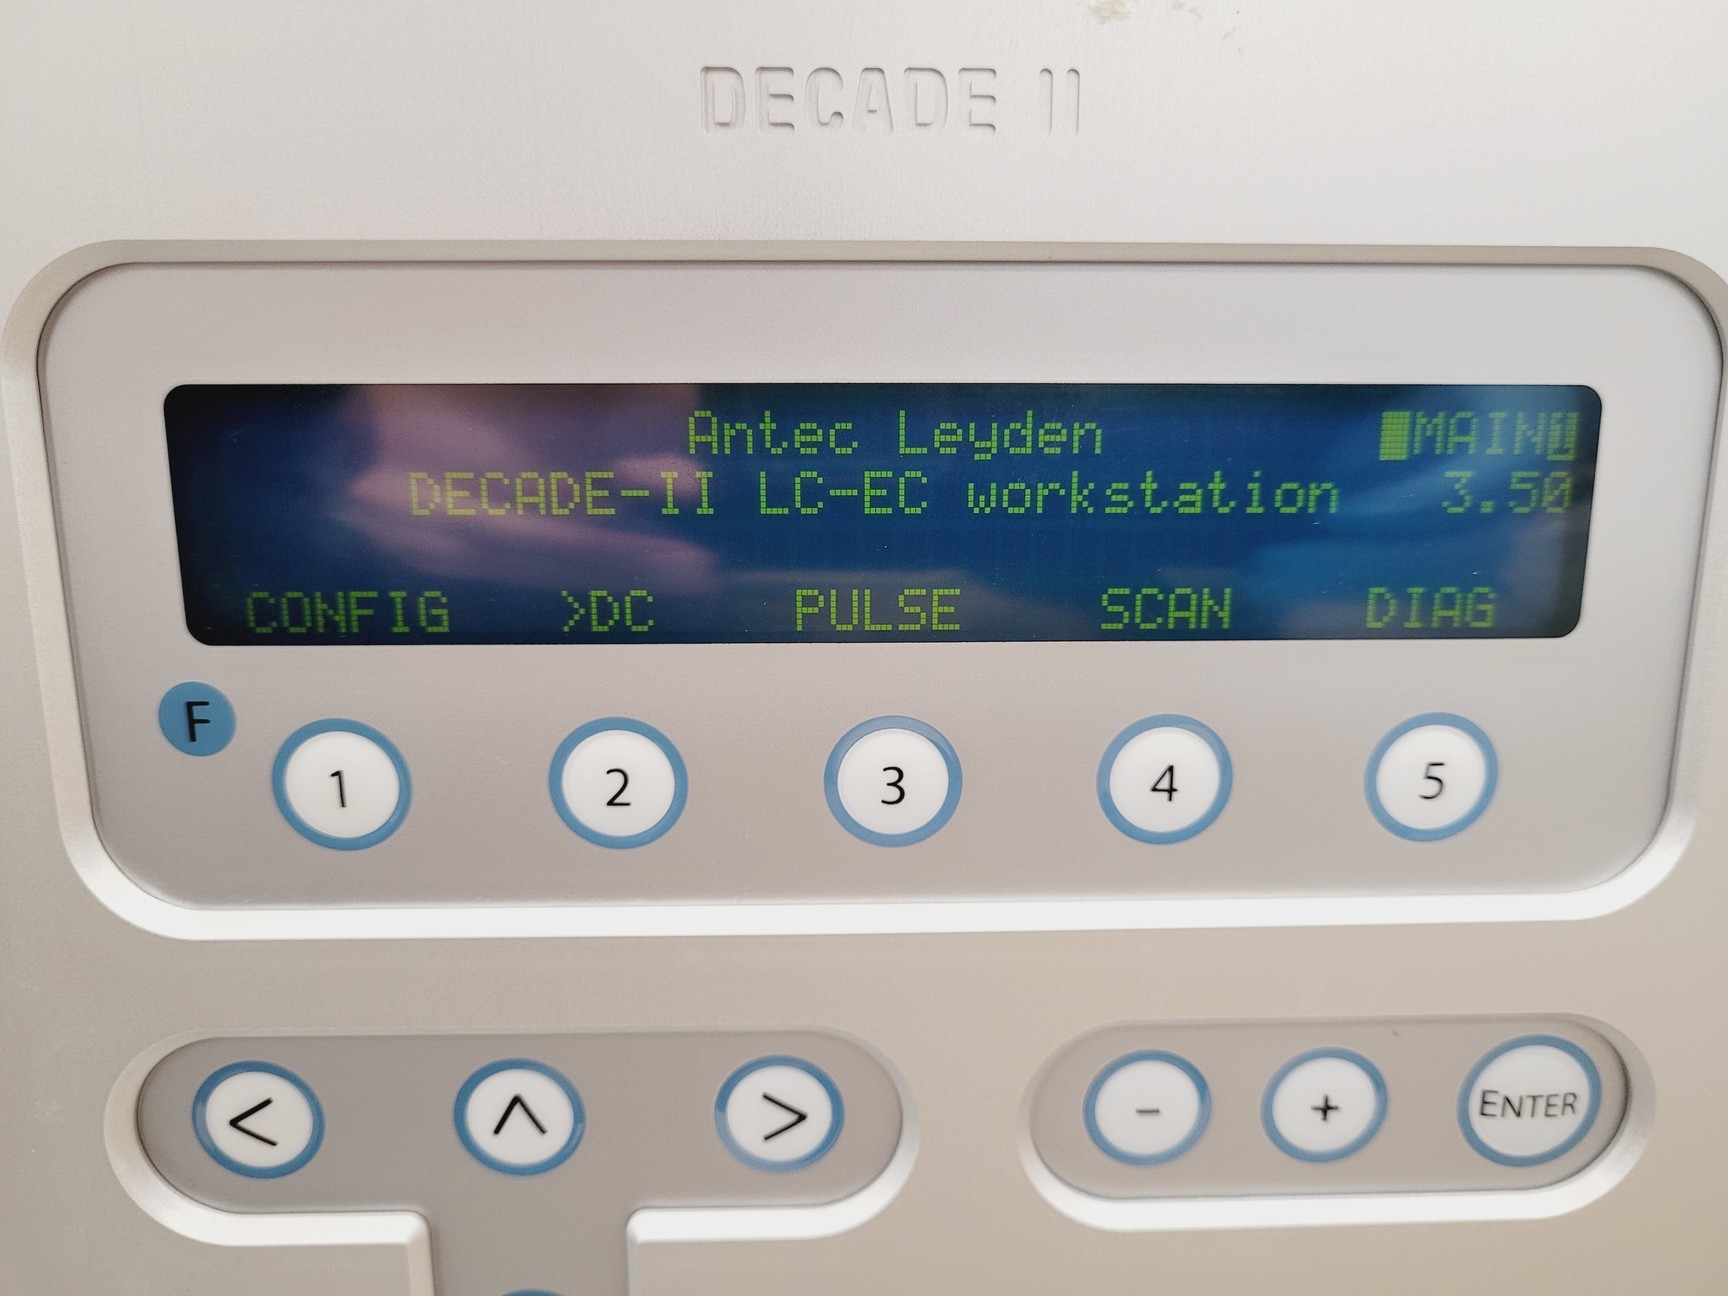 DECADE II
Antec Leyden MAIN
DECADE-II LC-EC workstation 3.50
CONFIG >DC PULSE SCAN DIAG
F 1 2 3 4 5
< ^ > - + ENTER